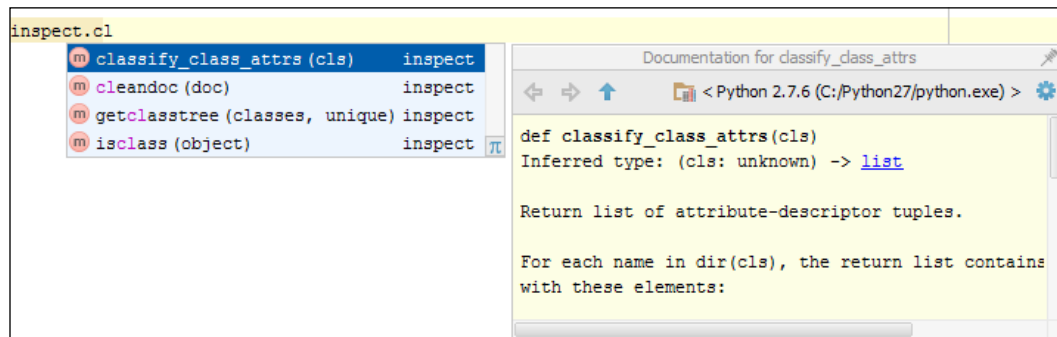 inspect.cl
m classify_class_attrs(cls) inspect
m cleandoc(doc) inspect
m getclasstree(classes, unique) inspect
m isclass(object) inspect π
Documentation for classify_class_attrs
< Python 2.7.6 (C:/Python27/python.exe) >
def classify_class_attrs(cls)
Inferred type: (cls: unknown) -> list
Return list of attribute-descriptor tuples.
For each name in dir(cls), the return list contains
with these elements: